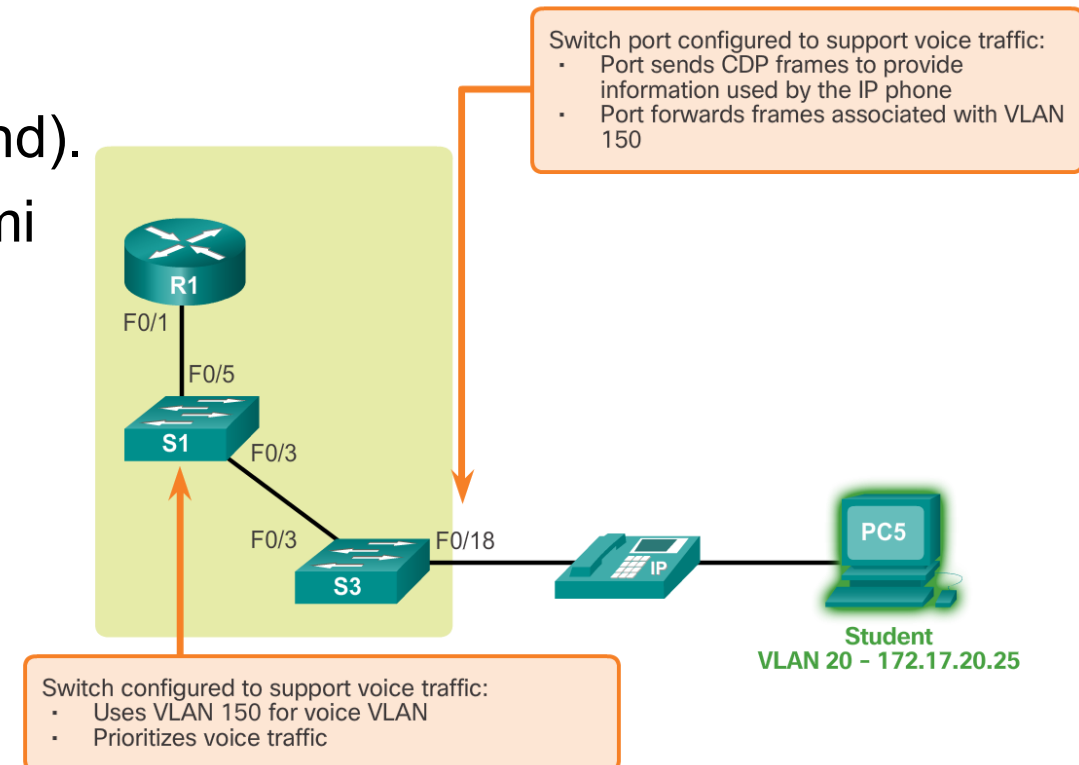 Switch port configured to support voice traffic:
· Port sends CDP frames to provide
information used by the IP phone
· Port forwards frames associated with VLAN
150
nd).
ni
R1
F0/1
F0/5
S1
F0/3
F0/3
F0/18
S3
IP
PC5
Student
VLAN 20 – 172.17.20.25
Switch configured to support voice traffic:
· Uses VLAN 150 for voice VLAN
· Prioritizes voice traffic